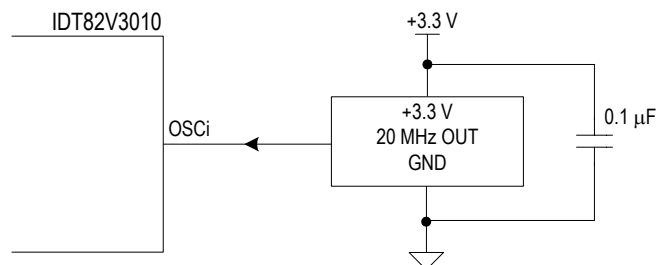 IDT82V3010
+3.3 V
OSCi
+3.3 V
20 MHz OUT
GND
0.1 μF